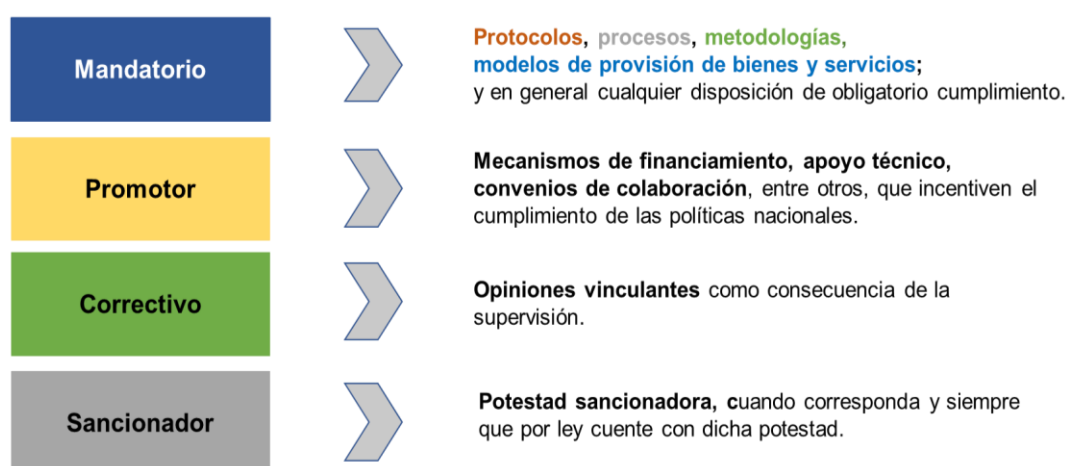 Mandatorio
Protocolos, procesos, metodologías,
modelos de provisión de bienes y servicios;
y en general cualquier disposición de obligatorio cumplimiento.
Promotor
Mecanismos de financiamiento, apoyo técnico,
convenios de colaboración, entre otros, que incentiven el
cumplimiento de las políticas nacionales.
Correctivo
Opiniones vinculantes como consecuencia de la
supervisión.
Sancionador
Potestad sancionadora, cuando corresponda y siempre
que por ley cuente con dicha potestad.